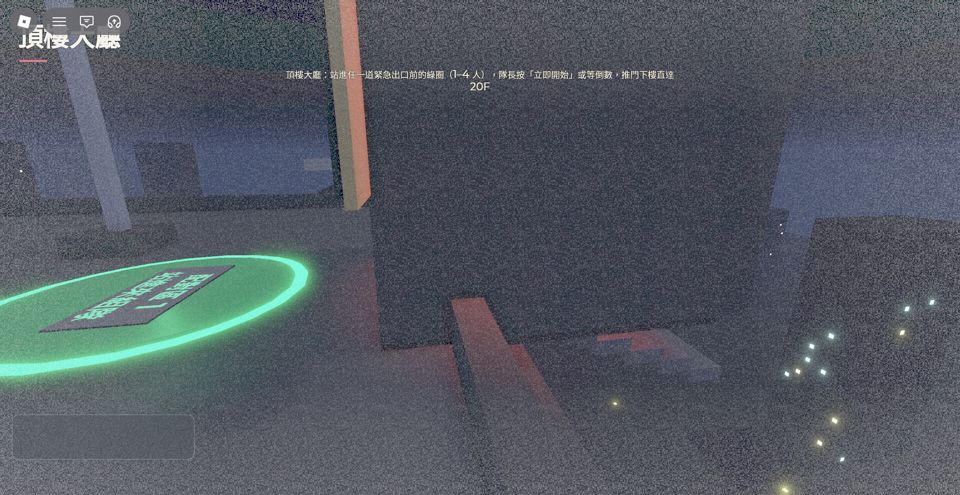 頂樓大廳
頂樓大廳：站進任一道緊急出口前的綠圈（1–4 人），隊長按「立即開始」或等倒數，推門下樓直達
20F